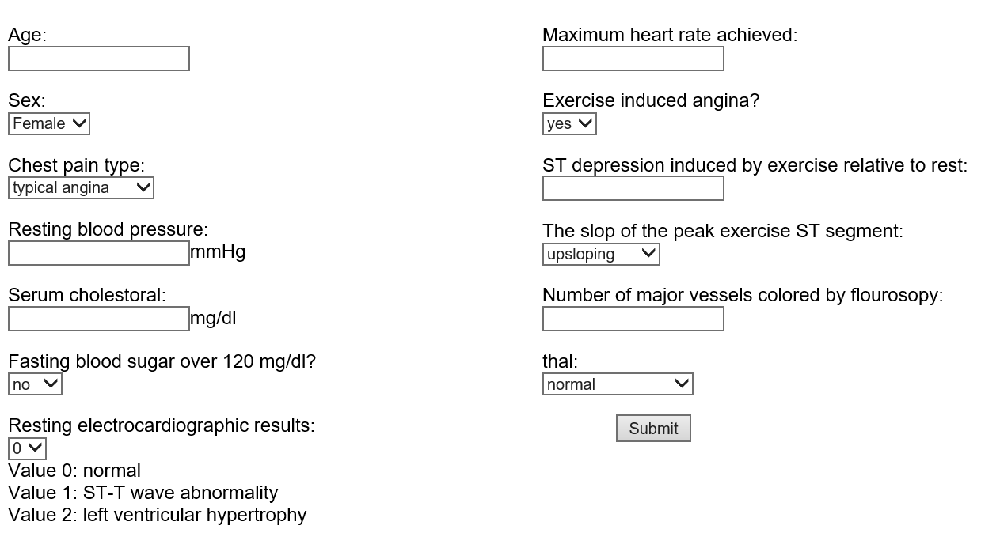 Age:
Sex:
Female
Chest pain type:
typical angina
Resting blood pressure:
mmHg
Serum cholestoral:
mg/dl
Fasting blood sugar over 120 mg/dl?
no
Resting electrocardiographic results:
0
Value 0: normal
Value 1: ST-T wave abnormality
Value 2: left ventricular hypertrophy
Maximum heart rate achieved:
Exercise induced angina?
yes
ST depression induced by exercise relative to rest:
The slop of the peak exercise ST segment:
upsloping
Number of major vessels colored by flourosopy:
thal:
normal
Submit